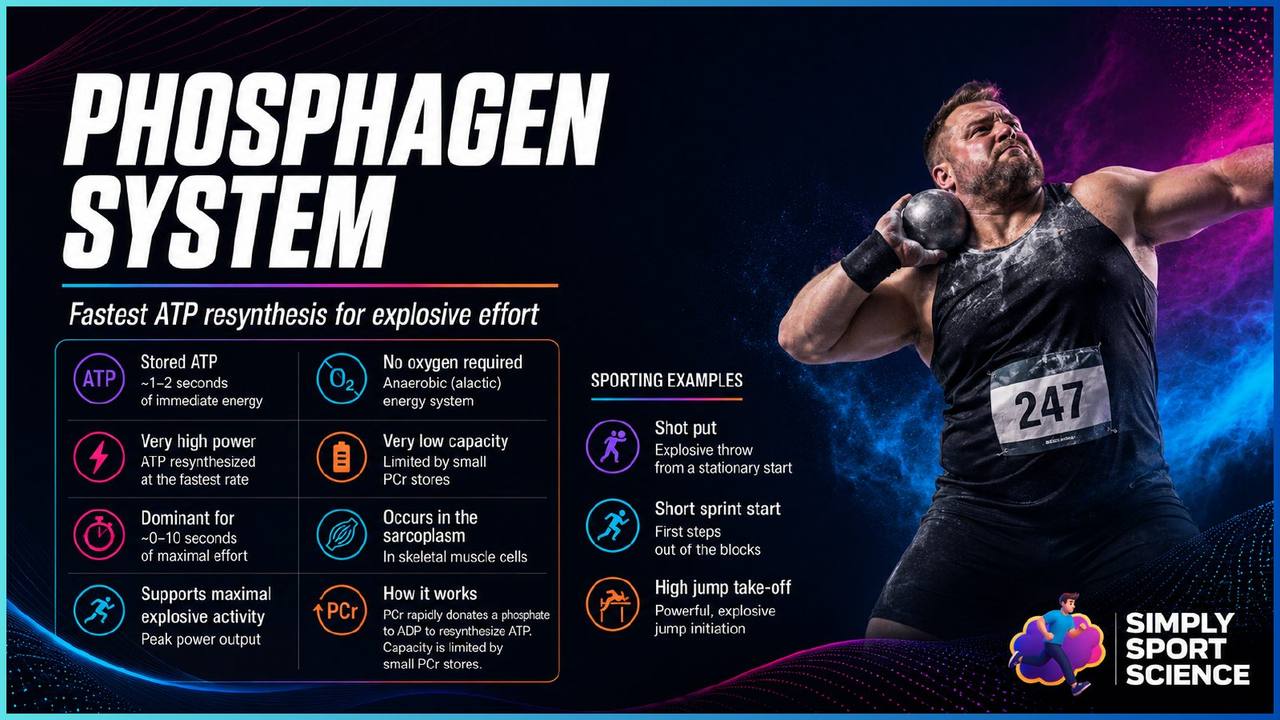 PHOSPHAGEN
SYSTEM
Fastest ATP resynthesis for explosive effort
ATP
Stored ATP
~1–2 seconds
of immediate energy
O₂
No oxygen required
Anaerobic (alactic)
energy system
Very high power
ATP resynthesized
at the fastest rate
Very low capacity
Limited by small
PCr stores
Dominant for
~0–10 seconds
of maximal effort
Occurs in the
sarcoplasm
In skeletal muscle cells
Supports maximal
explosive activity
Peak power output
PCr
How it works
PCr rapidly donates a phosphate
to ADP to resynthesize ATP.
Capacity is limited by
small PCr stores.
SPORTING EXAMPLES
Shot put
Explosive throw
from a stationary start
Short sprint start
First steps
out of the blocks
High jump take-off
Powerful, explosive
jump initiation
247
SIMPLY
SPORT
SCIENCE